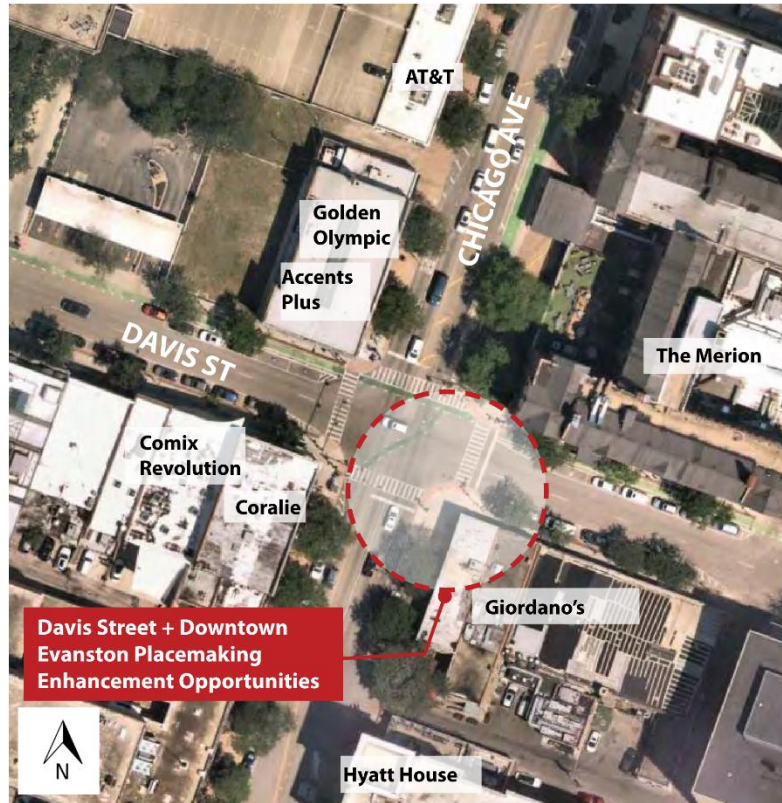 AT&T
CHICAGO AVE
Golden
Olympic
Accents
Plus
The Merion
DAVIS ST
Comix
Revolution
Coralie
Giordano's
Davis Street + Downtown
Evanston Placemaking
Enhancement Opportunities
N
Hyatt House